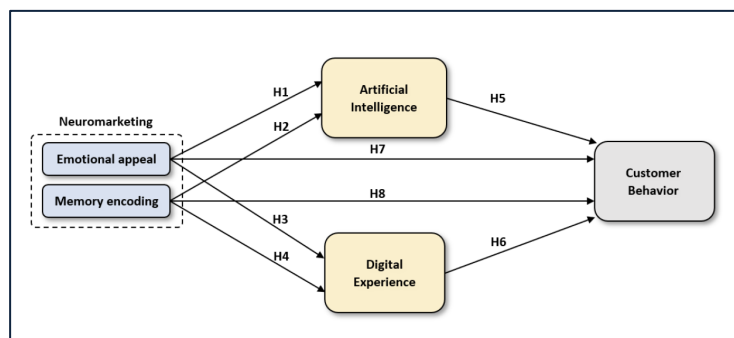 Neuromarketing
Emotional appeal
Memory encoding
H1
H2
H3
H4
Artificial
Intelligence
Digital
Experience
H5
H7
H8
H6
Customer
Behavior